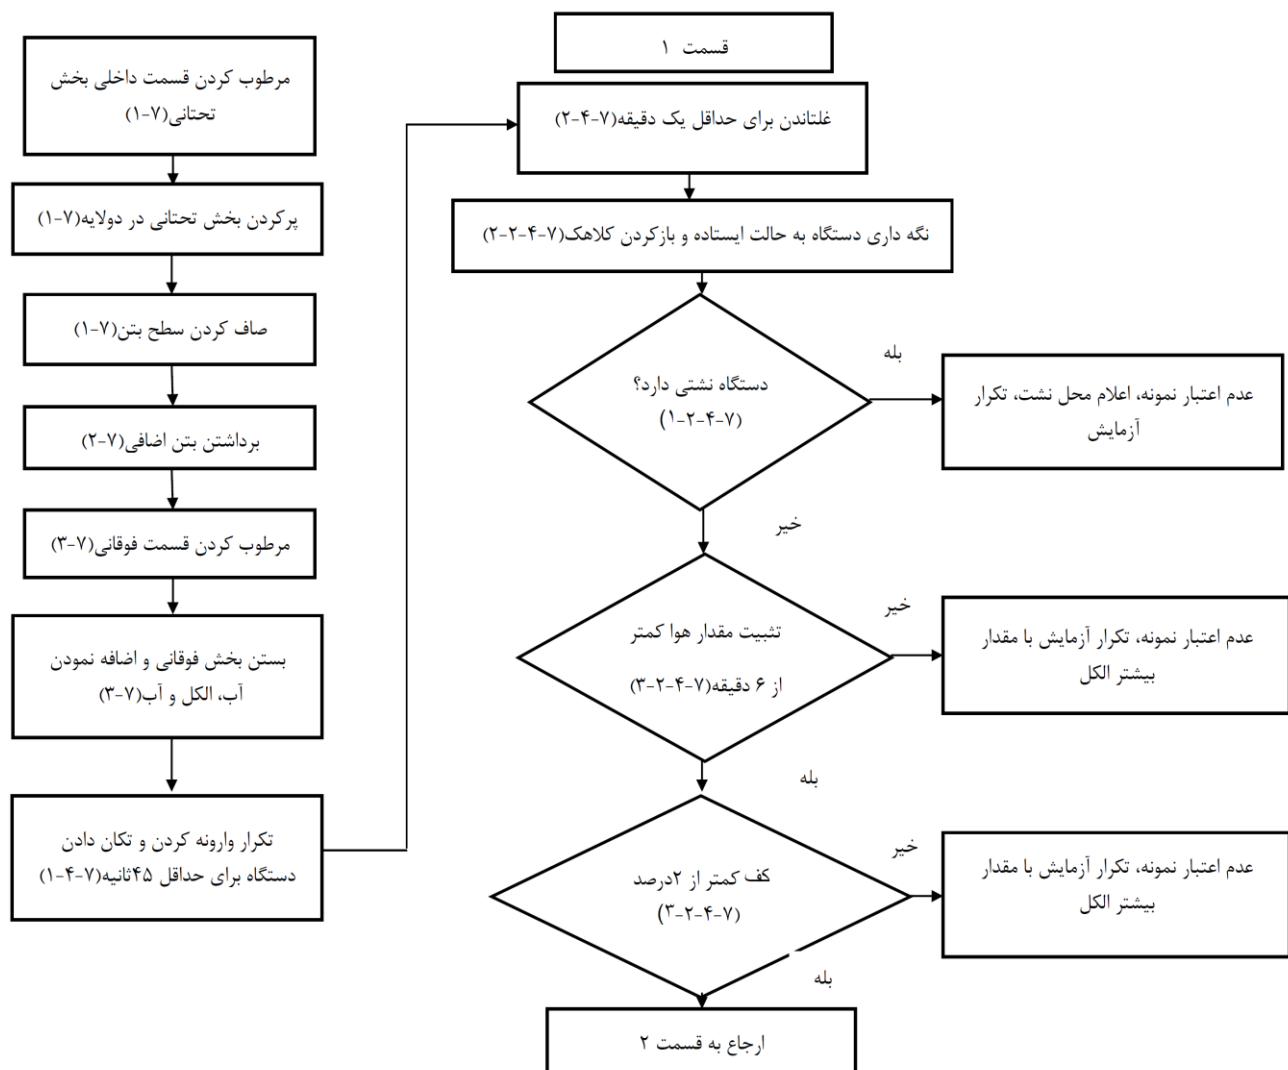 قسمت ۱
مرطوب کردن قسمت داخلی بخش
تحتانی(۷-۱)
پرکردن بخش تحتانی در دولایه(۷-۱)
صاف کردن سطح بتن(۷-۱)
برداشتن بتن اضافی(۷-۲)
مرطوب کردن قسمت فوقانی(۷-۳)
بستن بخش فوقانی و اضافه نمودن
آب، الکل و آب(۷-۳)
تکرار وارونه کردن و تکان دادن
دستگاه برای حداقل ۴۵ثانیه(۷-۴-۱)
غلتاندن برای حداقل یک دقیقه(۷-۴-۲)
نگه داری دستگاه به حالت ایستاده و بازکردن کلاهک(۷-۴-۲-۲)
دستگاه نشتی دارد؟
(۷-۴-۲-۱)
بله
عدم اعتبار نمونه، اعلام محل نشت، تکرار
آزمایش
خیر
تثبیت مقدار هوا کمتر
از ۶ دقیقه(۷-۴-۲-۳)
خیر
عدم اعتبار نمونه، تکرار آزمایش با مقدار
بیشتر الکل
بله
کف کمتر از ۲درصد
(۷-۴-۲-۳)
خیر
عدم اعتبار نمونه، تکرار آزمایش با مقدار
بیشتر الکل
بله
ارجاع به قسمت ۲